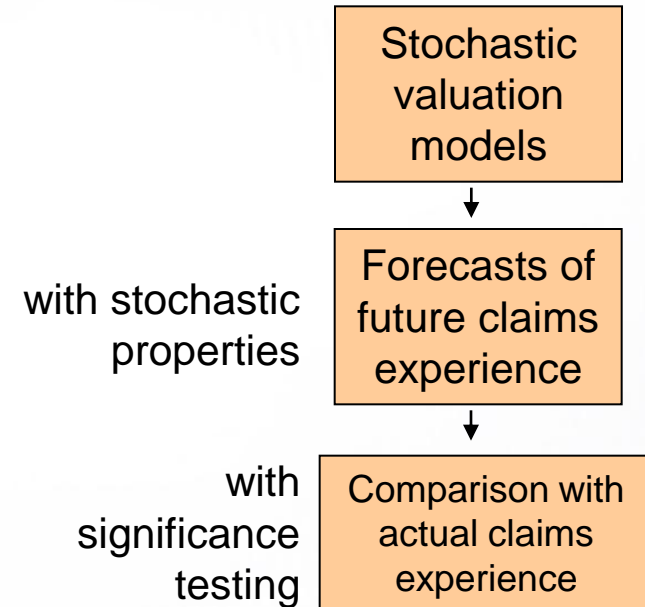 Stochastic
valuation
models
with stochastic
properties
Forecasts of
future claims
experience
with
significance
testing
Comparison with
actual claims
experience